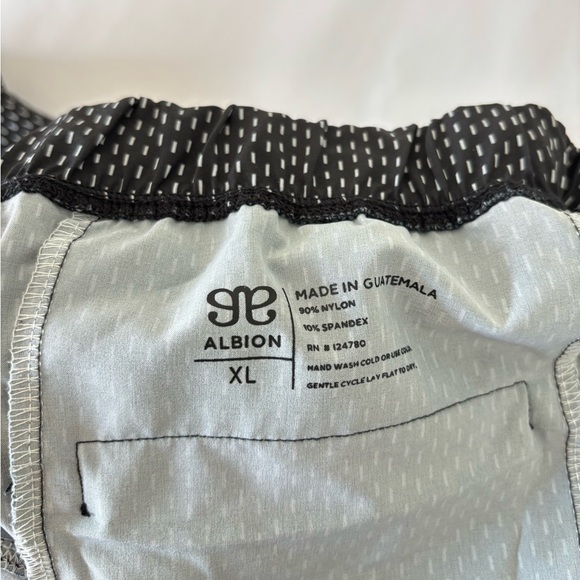 ALBION
XL
MADE IN GUATEMALA
90% NYLON
10% SPANDEX
RN # 124780
HAND WASH COLD OR USE COLD
GENTLE CYCLE LAY FLAT TO DRY.